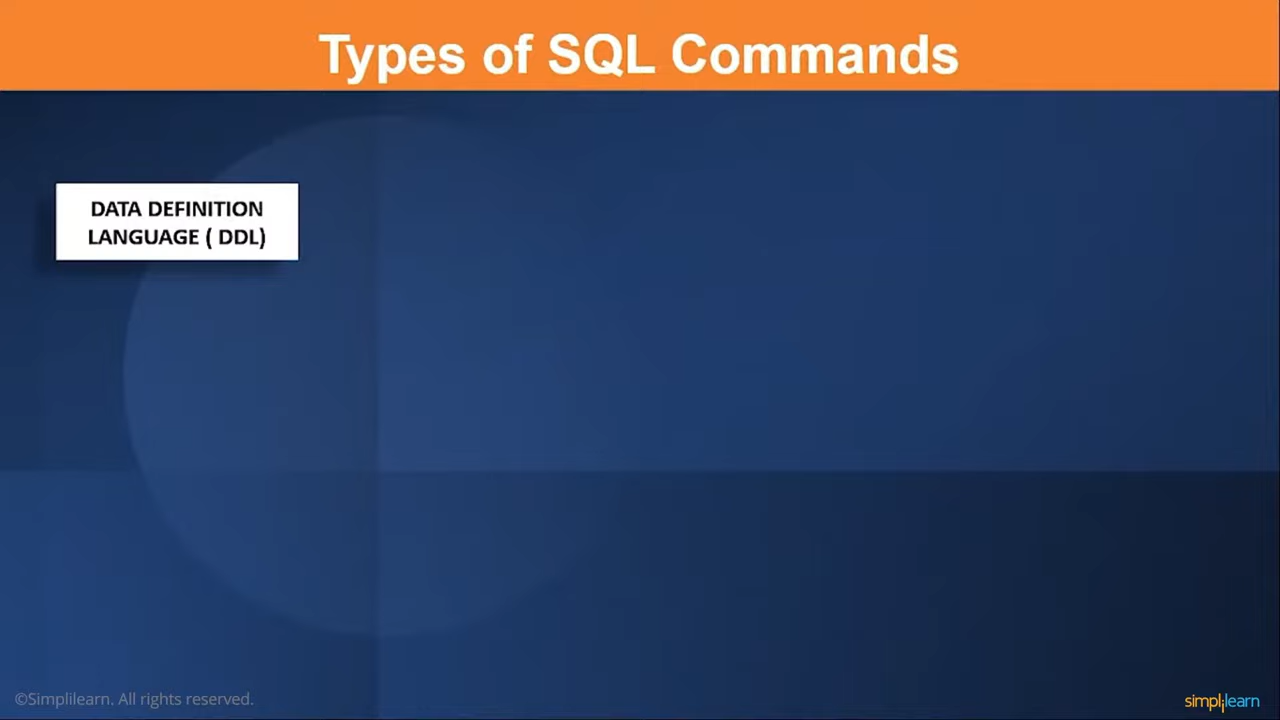 Types of SQL Commands
DATA DEFINITION
LANGUAGE ( DDL)
©Simplilearn. All rights reserved.
simplilearn